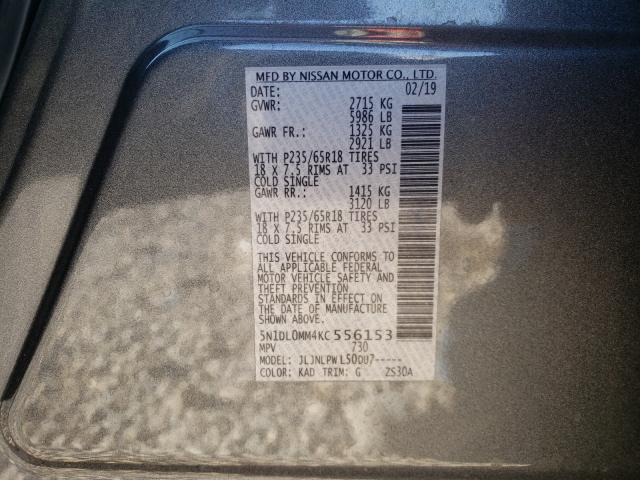 MFD BY NISSAN MOTOR CO., LTD.
DATE: 02/19
GVWR: 2715 KG
5986 LB
GAWR FR.: 1325 KG
2921 LB
WITH P235/65R18 TIRES
18 X 7.5 RIMS AT 33 PSI
COLD SINGLE
GAWR RR.: 1415 KG
3120 LB
WITH P235/65R18 TIRES
18 X 7.5 RIMS AT 33 PSI
COLD SINGLE
THIS VEHICLE CONFORMS TO
ALL APPLICABLE FEDERAL
MOTOR VEHICLE SAFETY AND
THEFT PREVENTION
STANDARDS IN EFFECT ON
THE DATE OF MANUFACTURE
SHOWN ABOVE.
5N1DL0MM4KC556153
MPV 730
MODEL: JLJNLPWL50DU7-----
COLOR: KAD TRIM: G ZS30A